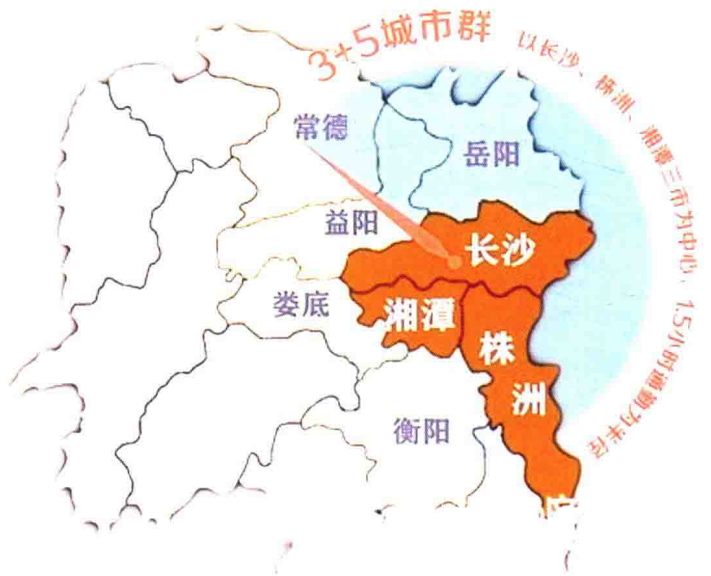 3+5城市群
以长沙、株洲、湘潭三市为中心，1.5小时通勤为半径
常德
岳阳
益阳
长沙
娄底
湘潭
株洲
衡阳